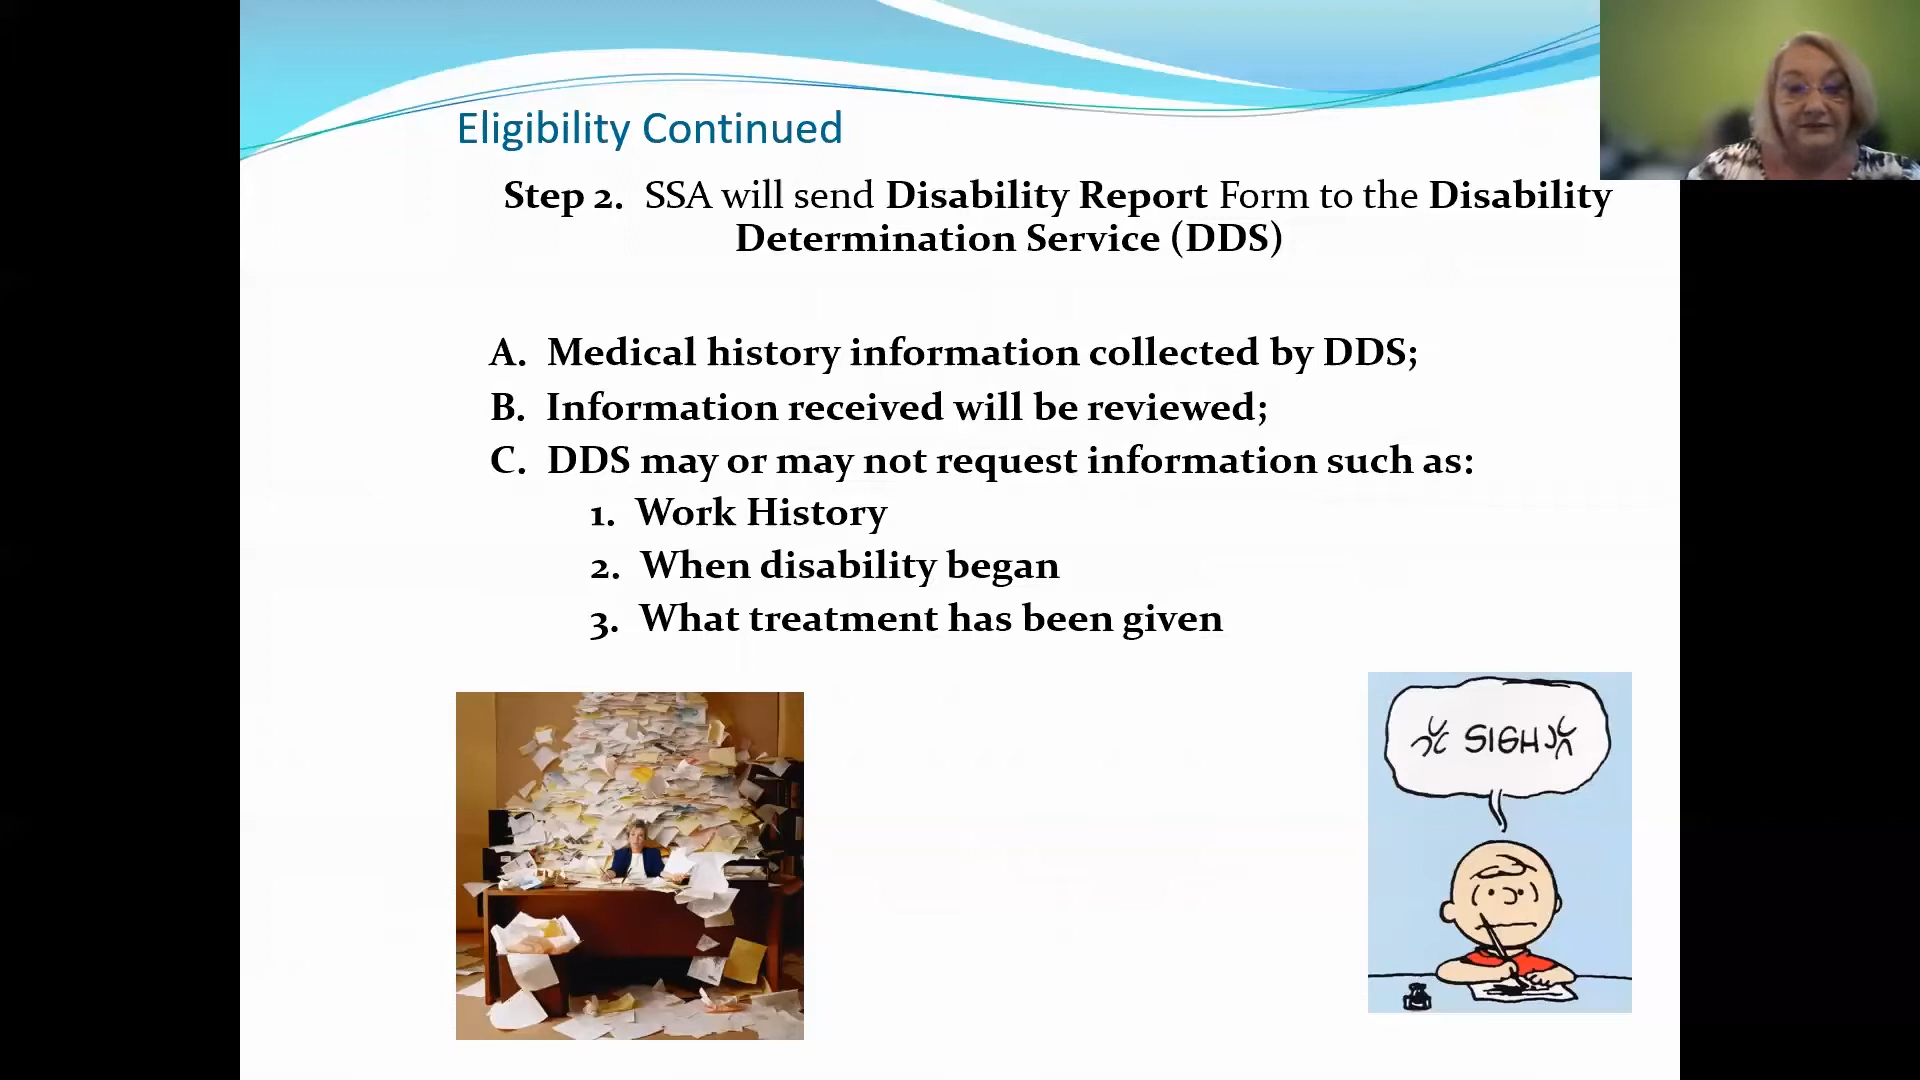 Eligibility Continued
Step 2. SSA will send Disability Report Form to the Disability
Determination Service (DDS)
A. Medical history information collected by DDS;
B. Information received will be reviewed;
C. DDS may or may not request information such as:
1. Work History
2. When disability began
3. What treatment has been given
SIGH